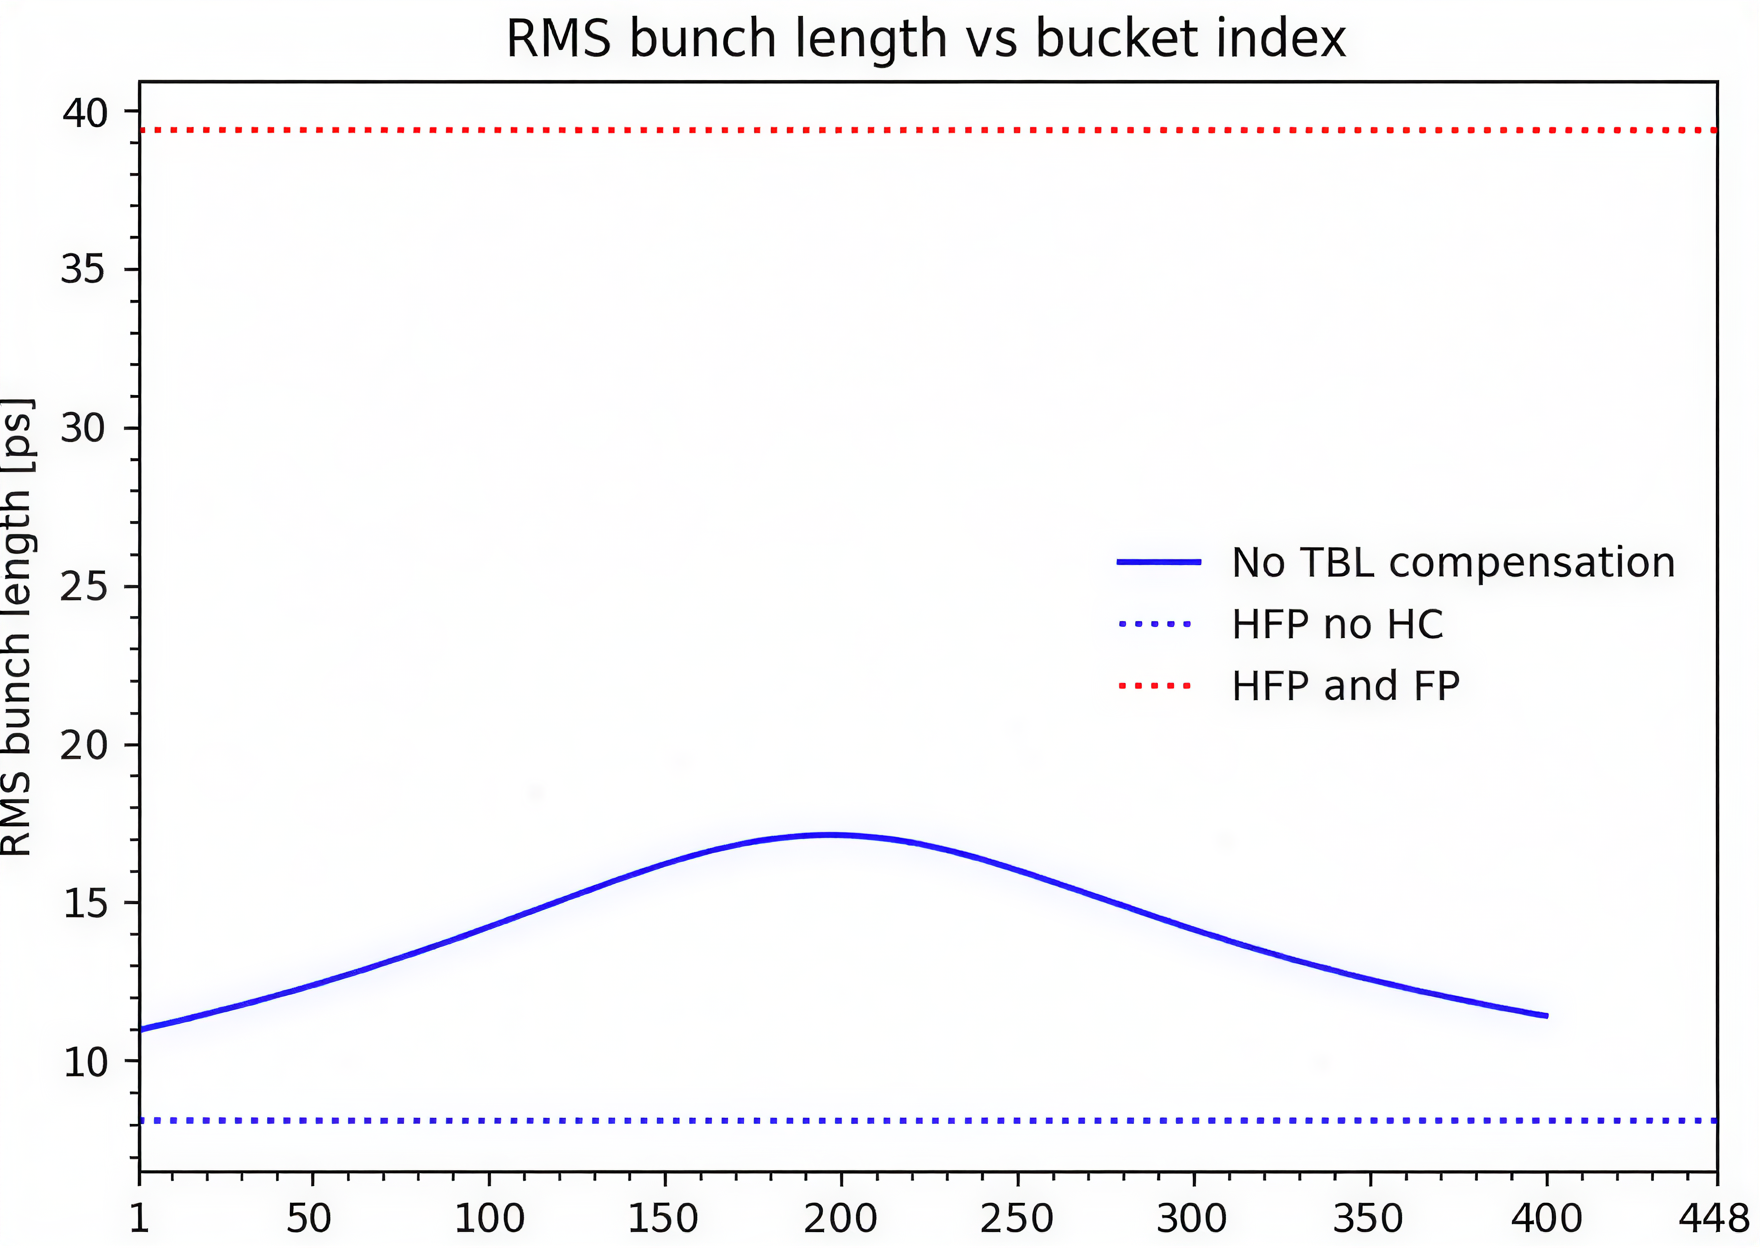 RMS bunch length vs bucket index
RMS bunch length [ps]
40
35
30
25
20
15
10
No TBL compensation
HFP no HC
HFP and FP
1 50 100 150 200 250 300 350 400 448